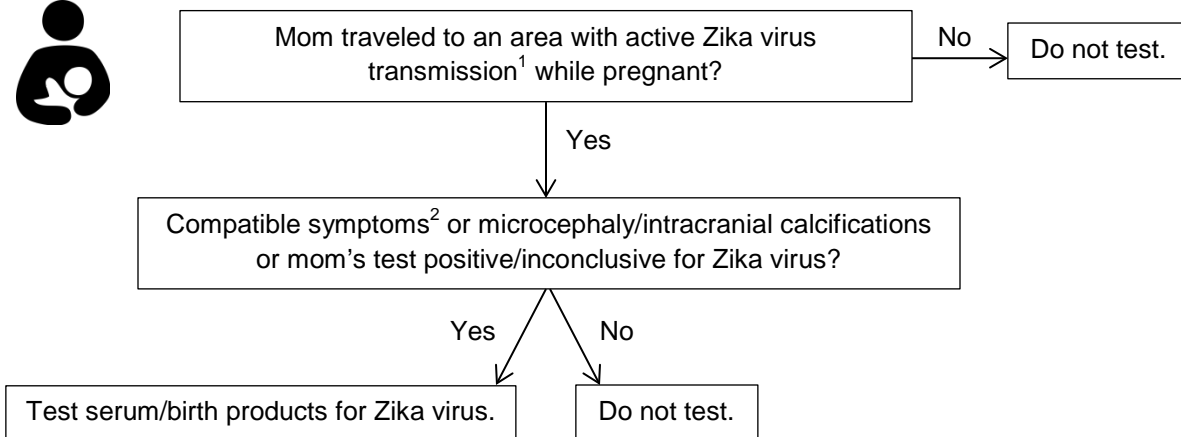 Mom traveled to an area with active Zika virus
transmission1 while pregnant?
No
Do not test.
Yes
Compatible symptoms2 or microcephaly/intracranial calcifications
or mom's test positive/inconclusive for Zika virus?
Yes
No
Test serum/birth products for Zika virus.
Do not test.